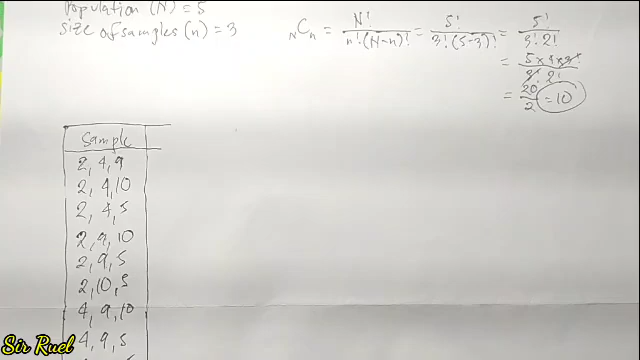 Population (N) = 5
size of samples (n) = 3
NCn = N! / n!(N-n)! = 5! / 3!(5-3)! = 5! / 3! 2!
= 5 x 4 x 3! / 3! 2!
= 20 / 2 = 10
Sample
2, 4, 9
2, 4, 10
2, 4, 5
2, 9, 10
2, 9, 5
2, 10, 5
4, 9, 10
4, 9, 5
Sir Ruel